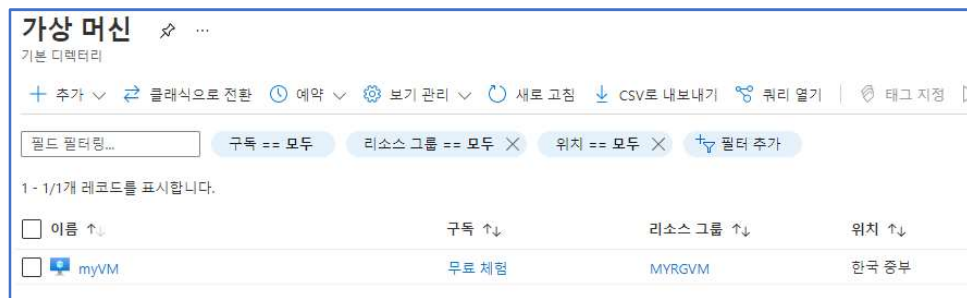 가상 머신 ...
기본 디렉터리
추가 클래식으로 전환 예약 보기 관리 새로 고침 CSV로 내보내기 쿼리 열기 태그 지정
필드 필터링... 구독 == 모두 리소스 그룹 == 모두 위치 == 모두 필터 추가
1 - 1/1개 레코드를 표시합니다.
이름 구독 리소스 그룹 위치
myVM 무료 체험 MYRGVM 한국 중부